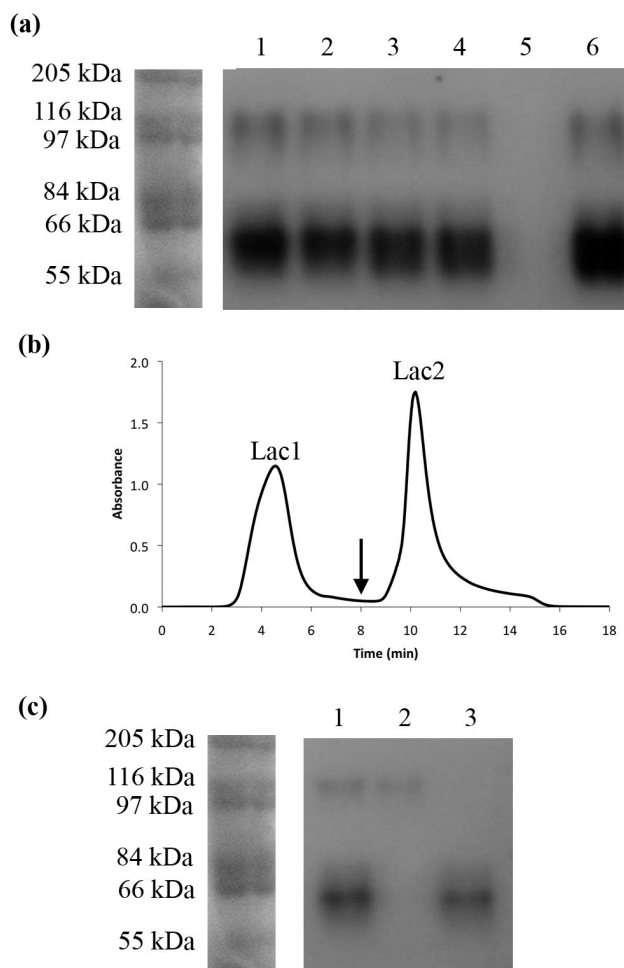 (a)
1 2 3 4 5 6
205 kDa
116 kDa
97 kDa
84 kDa
66 kDa
55 kDa
(b)
2.0
1.5
1.0
0.5
0.0
Absorbance
Lac1
Lac2
0 2 4 6 8 10 12 14 16 18
Time (min)
(c)
1 2 3
205 kDa
116 kDa
97 kDa
84 kDa
66 kDa
55 kDa